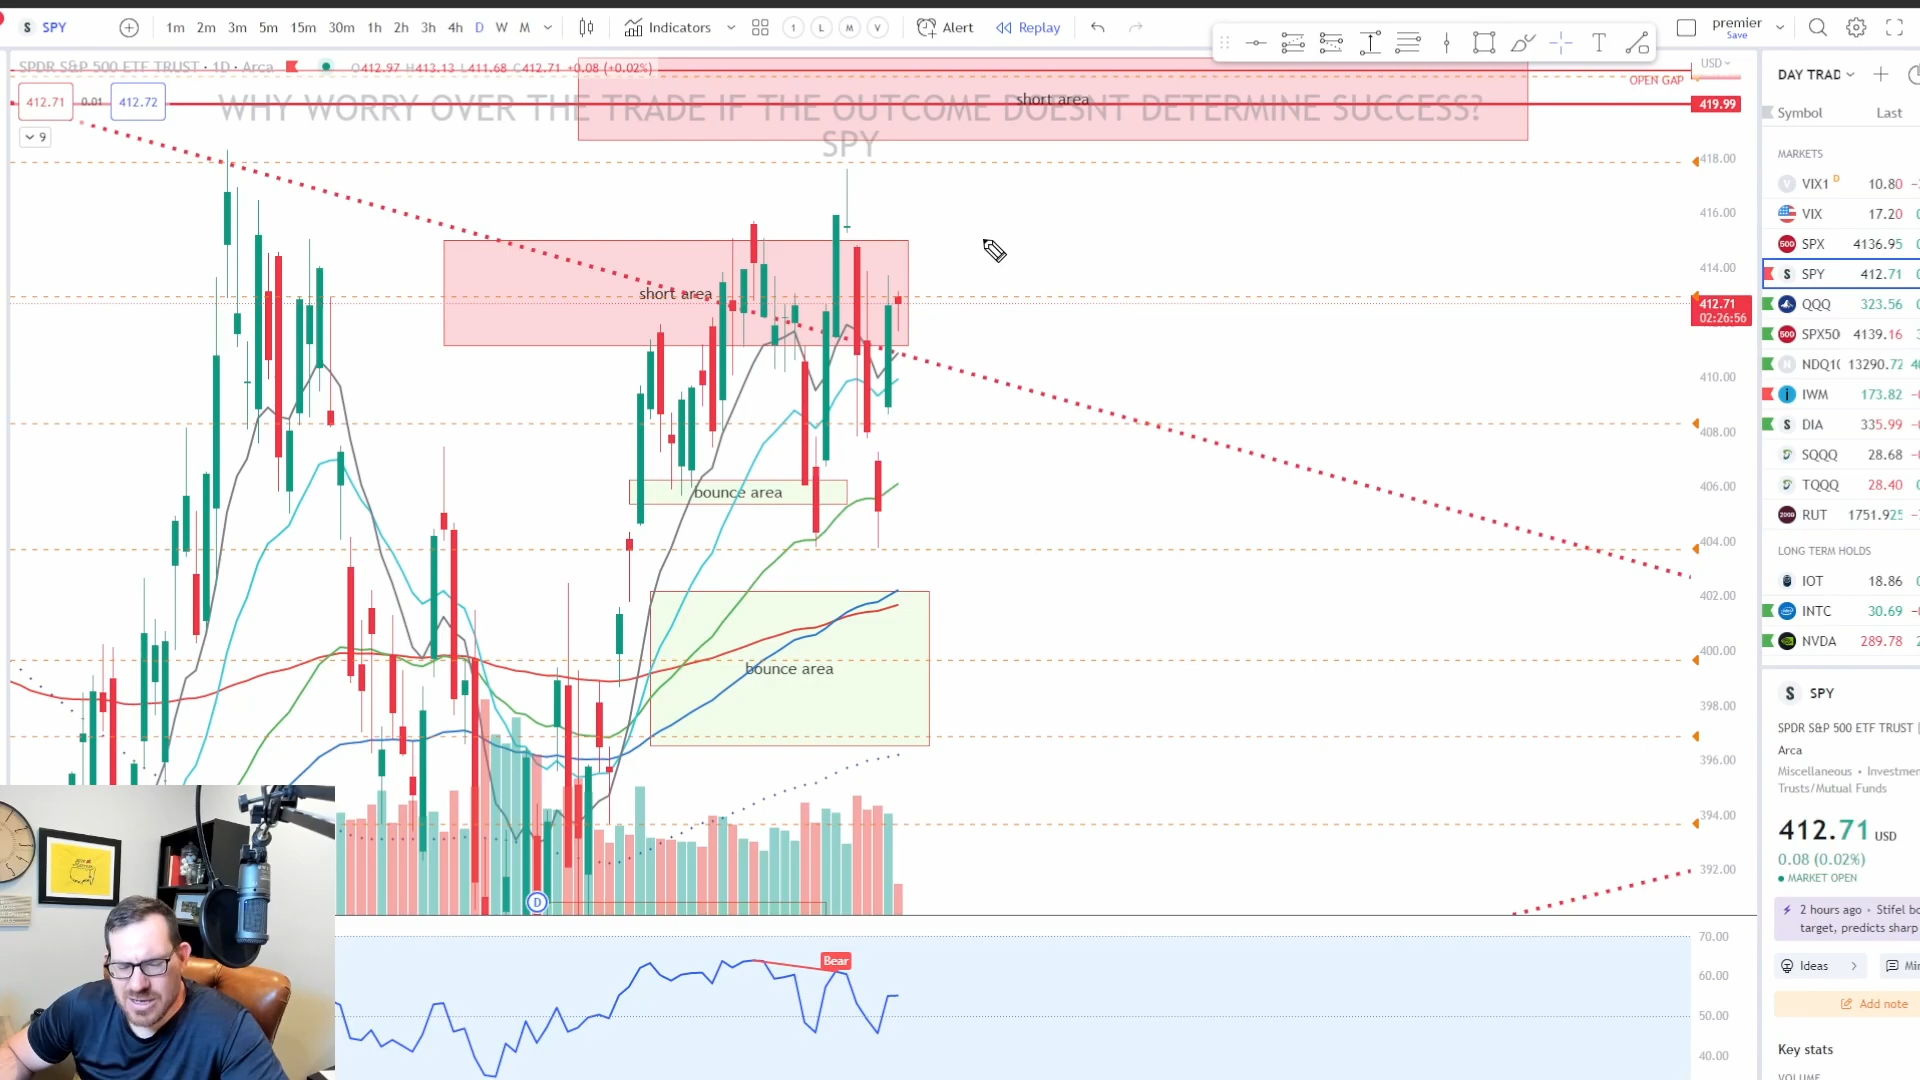 SPY
1m 2m 3m 5m 15m 30m 1h 2h 3h 4h D W M
Indicators
1 L M V
Alert
Replay
premier
Save
SPDR S&P 500 ETF TRUST · 1D · Arca
O412.97 H413.13 L411.68 C412.71 +0.08 (+0.02%)
412.71 0.01 412.72
9
WHY WORRY OVER THE TRADE IF THE OUTCOME DOESNT DETERMINE SUCCESS?
SPY
short area
short area
bounce area
bounce area
OPEN GAP
USD
419.99
418.00
416.00
414.00
412.71
02:26:56
410.00
408.00
406.00
404.00
402.00
400.00
398.00
396.00
394.00
392.00
D
Bear
70.00
60.00
50.00
40.00
DAY TRAD
Symbol Last
MARKETS
VIX1 D 10.80
VIX 17.20
SPX 4136.95
SPY 412.71
QQQ 323.56
SPX50 4139.16
NDQ1 13290.72
IWM 173.82
DIA 335.99
SQQQ 28.68
TQQQ 28.40
RUT 1751.925
LONG TERM HOLDS
IOT 18.86
INTC 30.69
NVDA 289.78
SPY
SPDR S&P 500 ETF TRUST
Arca
Miscellaneous • Investmen
Trusts/Mutual Funds
412.71 USD
0.08 (0.02%)
MARKET OPEN
2 hours ago • Stifel bo
target, predicts sharp
Ideas
Min
Add note
Key stats
VOLUME